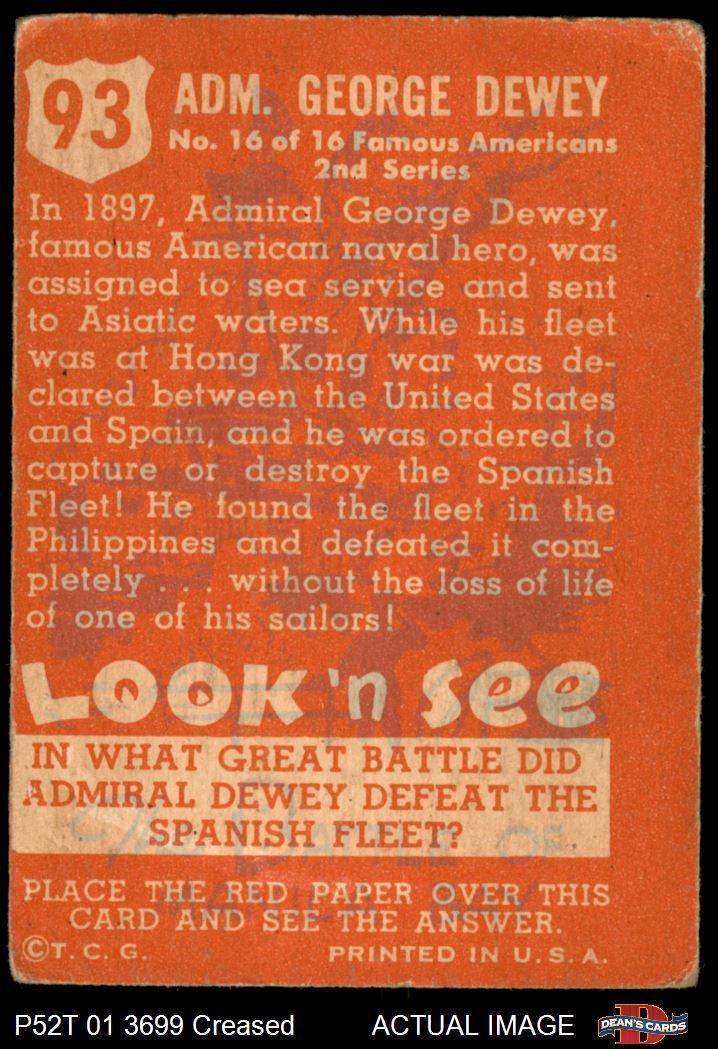 93
ADM. GEORGE DEWEY
No. 16 of 16 Famous Americans
2nd Series
In 1897, Admiral George Dewey,
famous American naval hero, was
assigned to sea service and sent
to Asiatic waters. While his fleet
was at Hong Kong war was de-
clared between the United States
and Spain, and he was ordered to
capture or destroy the Spanish
Fleet! He found the fleet in the
Philippines and defeated it com-
pletely . . . without the loss of life
of one of his sailors!
LOOK 'n See
IN WHAT GREAT BATTLE DID
ADMIRAL DEWEY DEFEAT THE
SPANISH FLEET?
The BATTLE OF
MANILA BAY
PLACE THE RED PAPER OVER THIS
CARD AND SEE THE ANSWER.
©T. C. G. PRINTED IN U. S. A.
P52T 01 3699 Creased ACTUAL IMAGE
D
DEAN'S CARDS